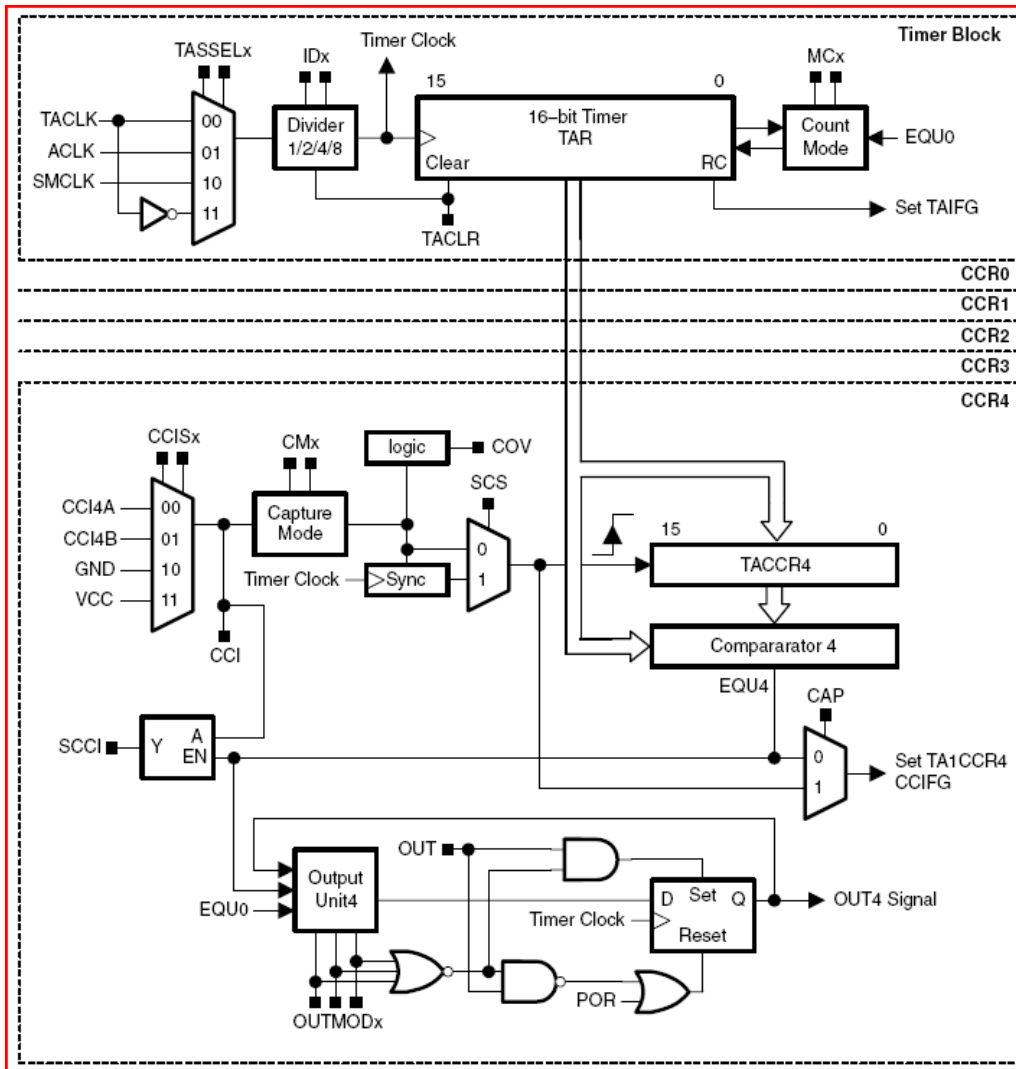 Timer Block
Timer Clock
TASSELx
IDx
MCx
15
0
TACLK
ACLK
SMCLK
00
01
10
11
Divider
1/2/4/8
16–bit Timer
TAR
Clear
RC
Count
Mode
EQU0
Set TAIFG
TACLR
CCR0
CCR1
CCR2
CCR3
CCR4
CCISx
CMx
logic
COV
SCS
CCI4A
CCI4B
GND
VCC
00
01
10
11
Capture
Mode
0
1
Timer Clock
Sync
15
0
TACCR4
CCI
Compararator 4
EQU4
CAP
SCCI
Y
A
EN
0
1
Set TA1CCR4
CCIFG
OUT
Output
Unit4
EQU0
D
Set
Q
Timer Clock
Reset
OUT4 Signal
POR
OUTMODx